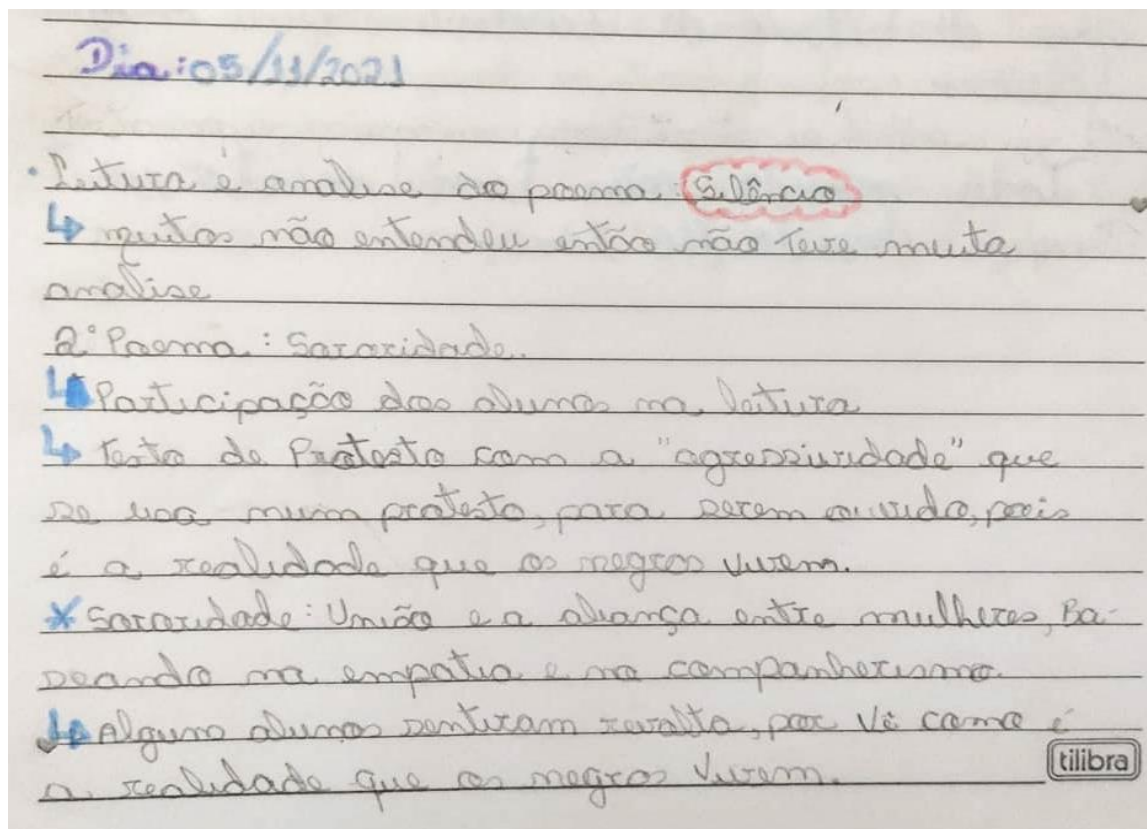 Dia: 05/11/2021
• Leitura e analise do poema: Silêncio
↳ muitos não entendeu então não teve muita
analise
2° Poema: Sororidade.
↳ Participação dos alunos na leitura
↳ texto de Protesto com a "agressividade" que
se usa num protesto, para serem ouvido, pois
é a realidade que os negros vivem.
* Sororidade: União e a aliança entre mulheres, Ba-
seando na empatia e no companherismo.
↳ Alguns alunos sentiram revolta, por vê como é
a realidade que os negros vivem.
tilibra